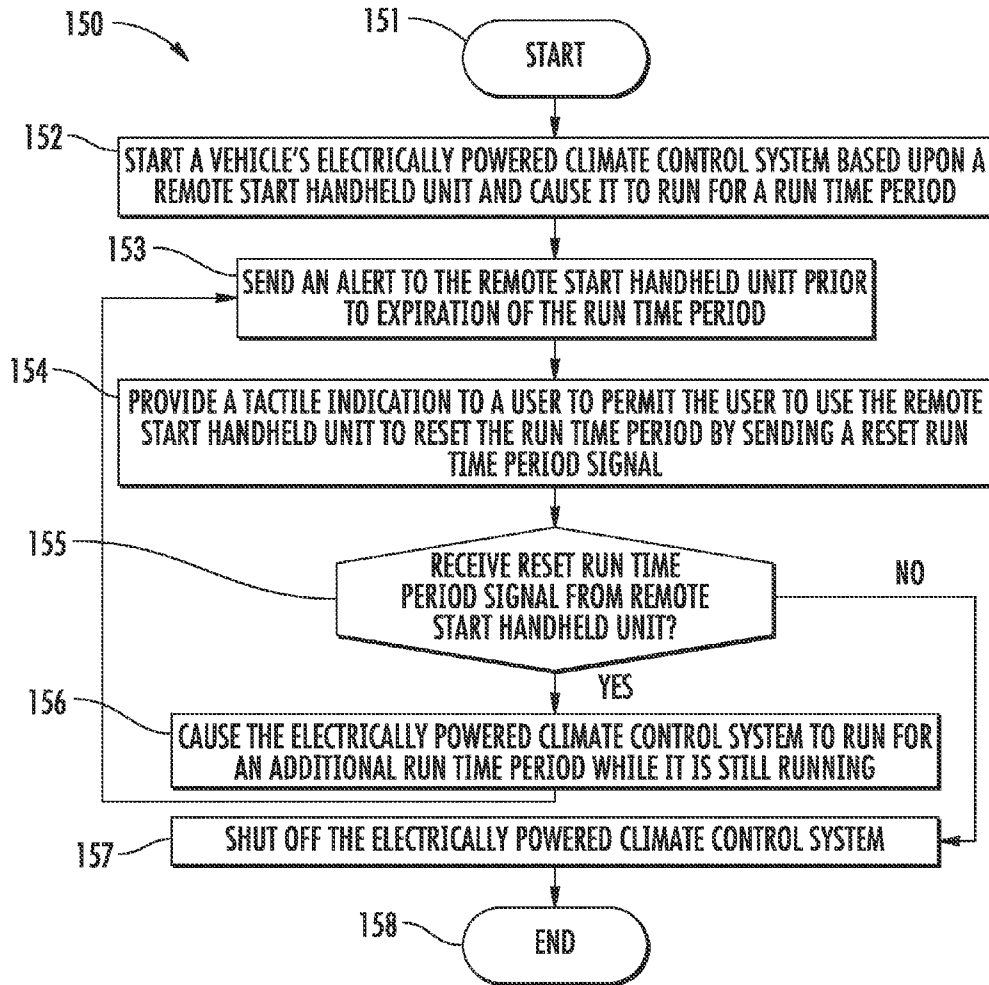 150
151
START
152
START A VEHICLE'S ELECTRICALLY POWERED CLIMATE CONTROL SYSTEM BASED UPON A
REMOTE START HANDHELD UNIT AND CAUSE IT TO RUN FOR A RUN TIME PERIOD
153
SEND AN ALERT TO THE REMOTE START HANDHELD UNIT PRIOR
TO EXPIRATION OF THE RUN TIME PERIOD
154
PROVIDE A TACTILE INDICATION TO A USER TO PERMIT THE USER TO USE THE REMOTE
START HANDHELD UNIT TO RESET THE RUN TIME PERIOD BY SENDING A RESET RUN
TIME PERIOD SIGNAL
155
RECEIVE RESET RUN TIME
PERIOD SIGNAL FROM REMOTE
START HANDHELD UNIT?
NO
YES
156
CAUSE THE ELECTRICALLY POWERED CLIMATE CONTROL SYSTEM TO RUN FOR
AN ADDITIONAL RUN TIME PERIOD WHILE IT IS STILL RUNNING
157
SHUT OFF THE ELECTRICALLY POWERED CLIMATE CONTROL SYSTEM
158
END